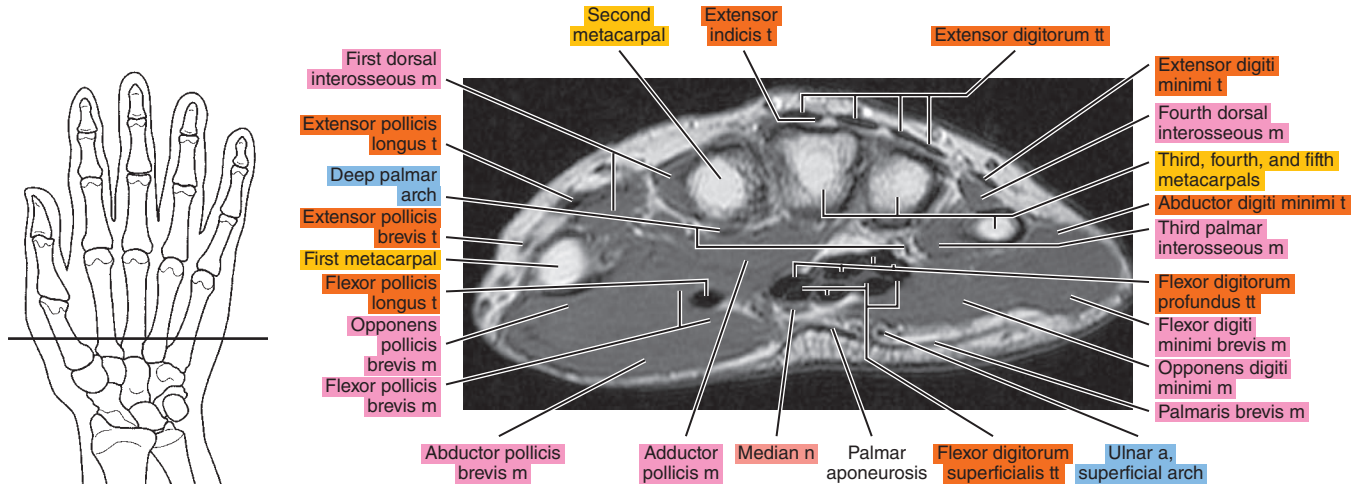 Second
metacarpal
Extensor
indicis t
Extensor digitorum tt
First dorsal
interosseous m
Extensor pollicis
longus t
Deep palmar
arch
Extensor pollicis
brevis t
First metacarpal
Flexor pollicis
longus t
Opponens
pollicis
brevis m
Flexor pollicis
brevis m
Extensor digiti
minimi t
Fourth dorsal
interosseous m
Third, fourth, and fifth
metacarpals
Abductor digiti minimi t
Third palmar
interosseous m
Flexor digitorum
profundus tt
Flexor digiti
minimi brevis m
Opponens digiti
minimi m
Palmaris brevis m
Abductor pollicis
brevis m
Adductor
pollicis m
Median n
Palmar
aponeurosis
Flexor digitorum
superficialis tt
Ulnar a,
superficial arch